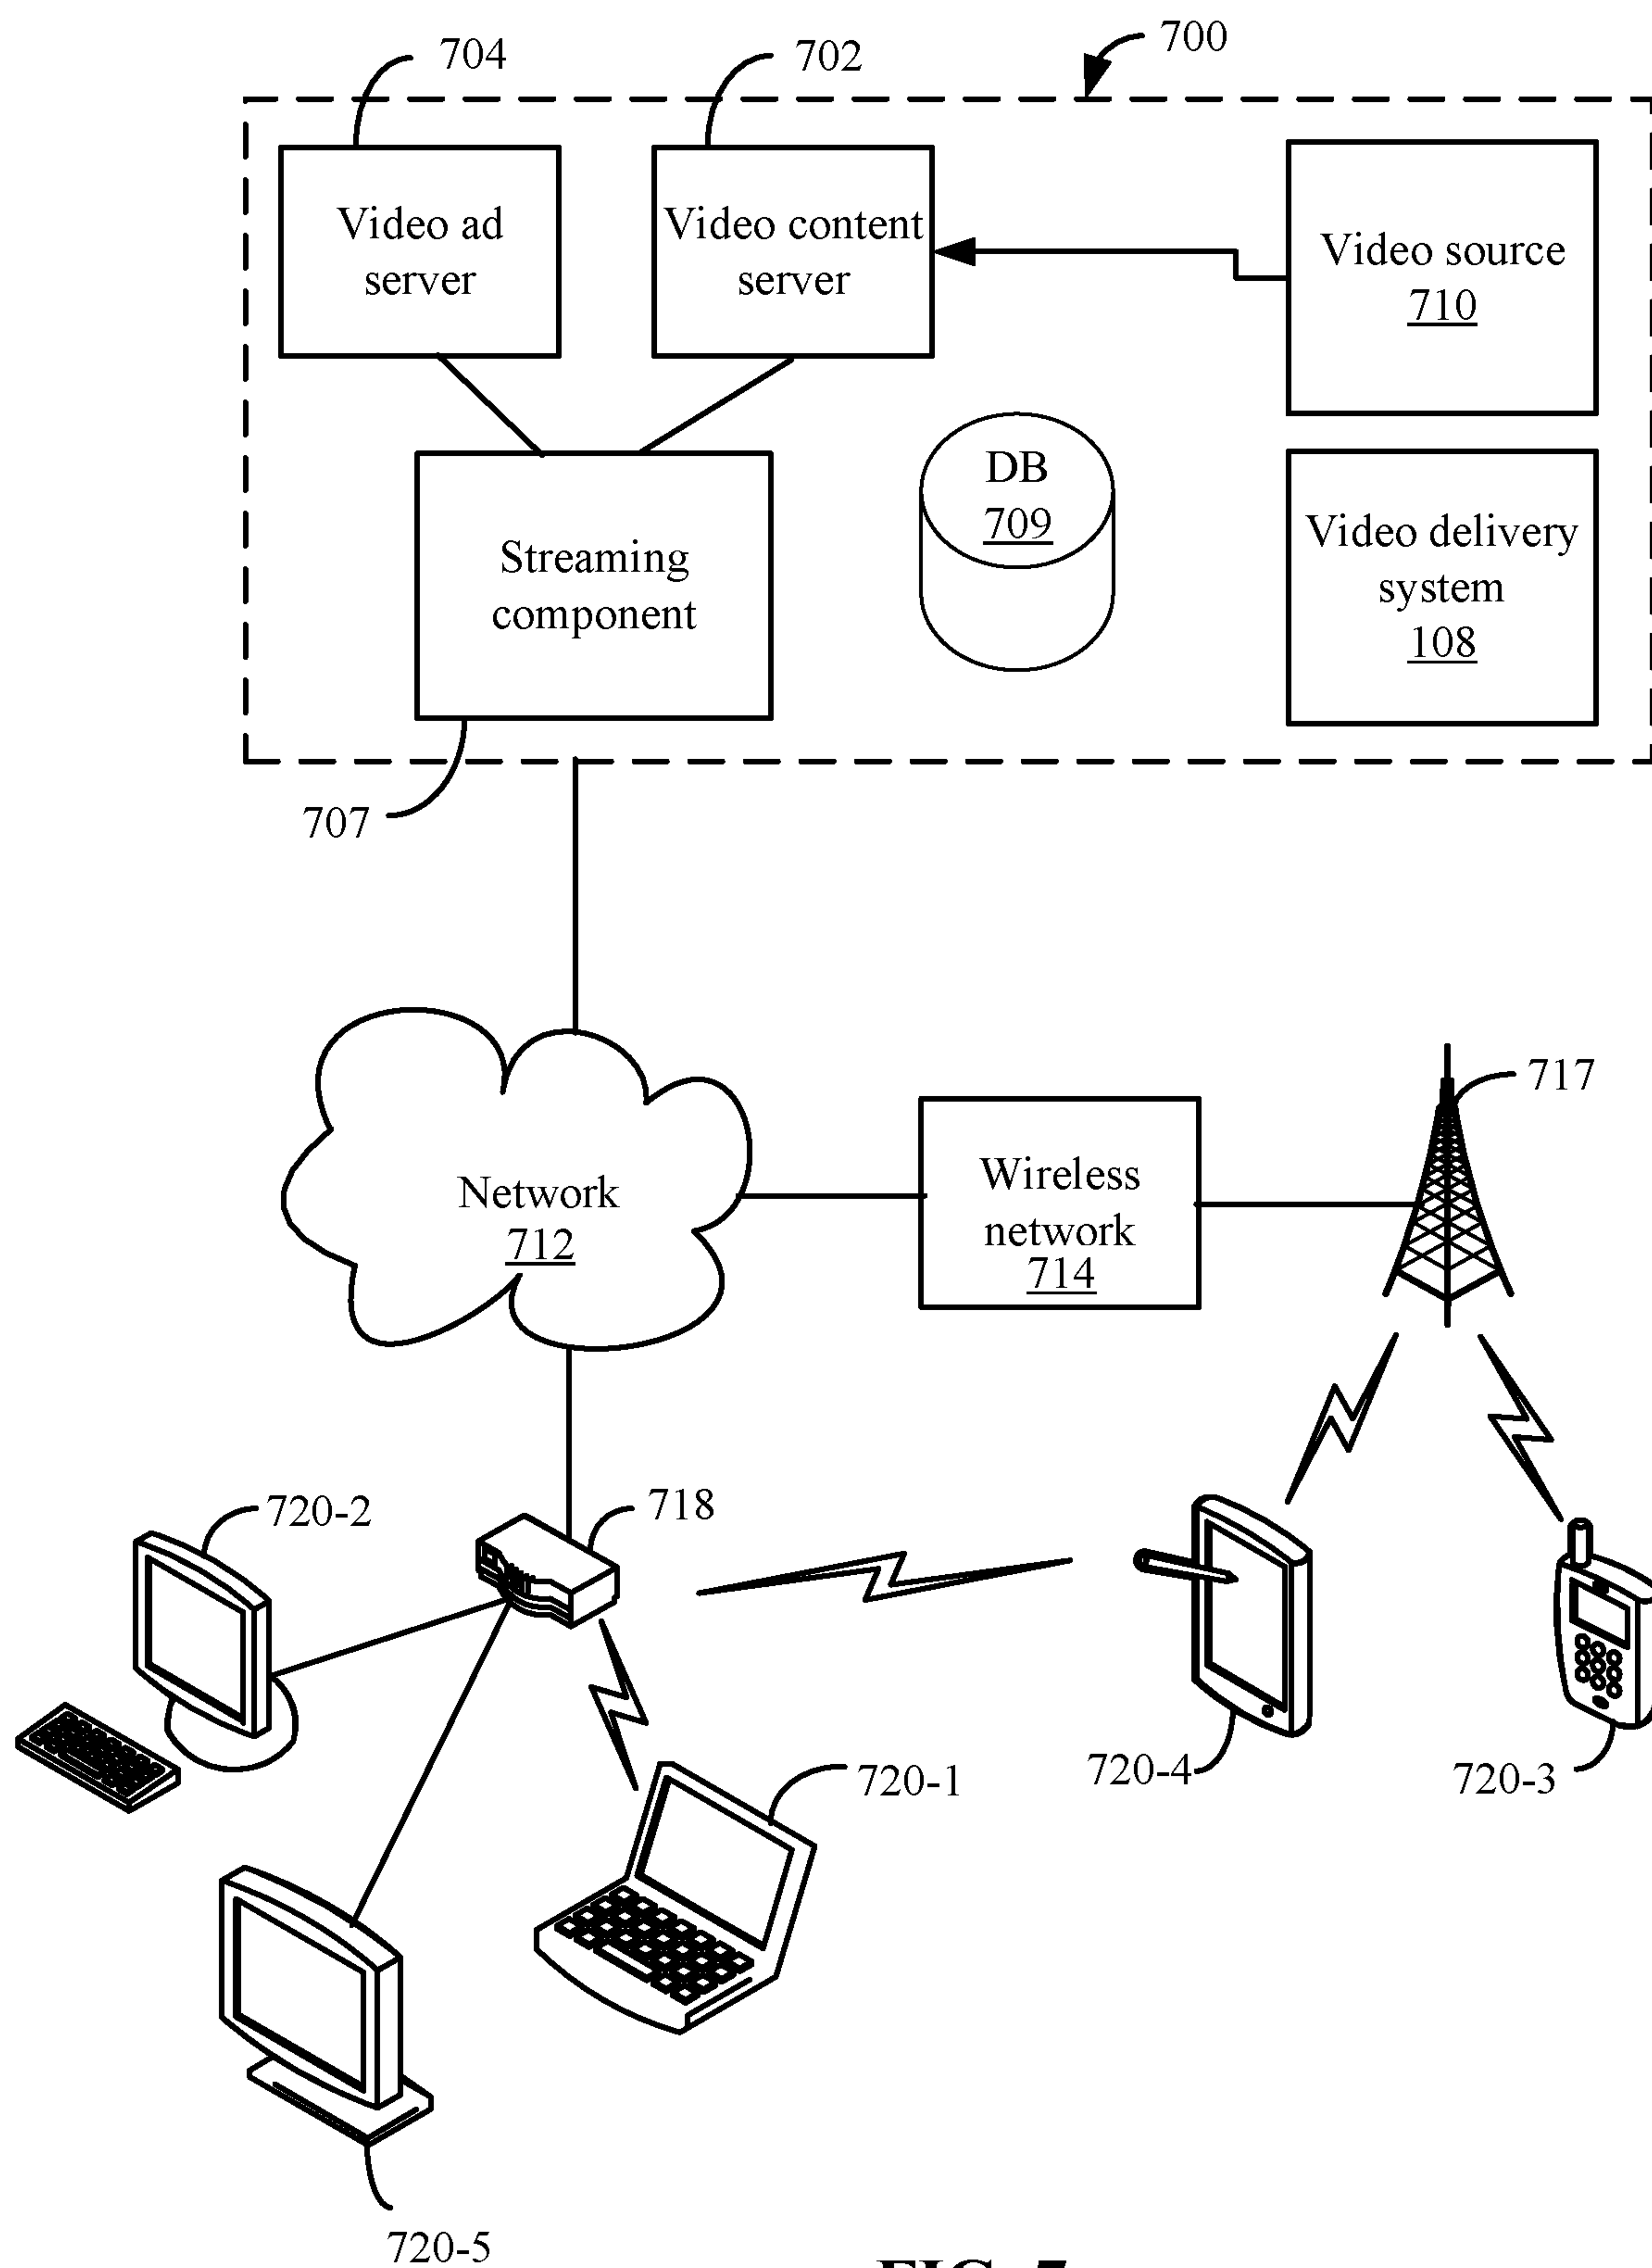 700
704
702
Video ad
server
Video content
server
Video source
710
DB
709
Video delivery
system
108
Streaming
component
707
717
Network
712
Wireless
network
714
720-2
718
720-1
720-4
720-3
720-5